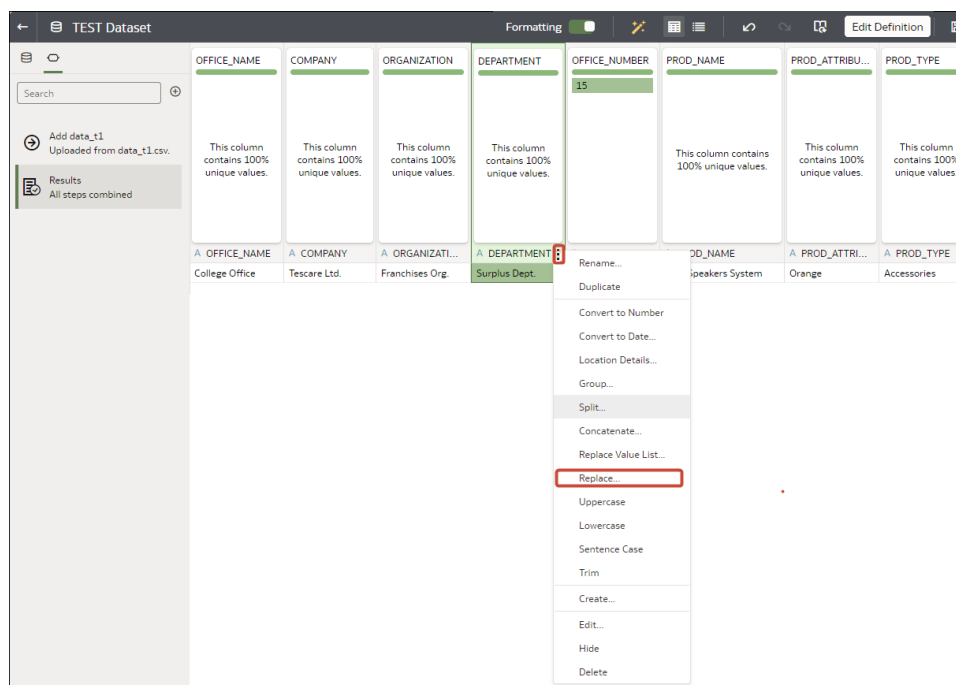 TEST Dataset
Formatting
Edit Definition
Search
Add data_t1
Uploaded from data_t1.csv.
Results
All steps combined
OFFICE_NAME COMPANY ORGANIZATION DEPARTMENT OFFICE_NUMBER PROD_NAME PROD_ATTRIBU... PROD_TYPE
15
This column
contains 100%
unique values.
This column
contains 100%
unique values.
This column
contains 100%
unique values.
This column
contains 100%
unique values.
This column contains
100% unique values.
This column
contains 100%
unique values.
This column
contains 100%
unique values.
A OFFICE_NAME A COMPANY A ORGANIZATI... A DEPARTMENT OD_NAME A PROD_ATTRI... A PROD_TYPE
College Office Tescare Ltd. Franchises Org. Surplus Dept. Speakers System Orange Accessories
Rename...
Duplicate
Convert to Number
Convert to Date...
Location Details...
Group...
Split...
Concatenate...
Replace Value List...
Replace...
Uppercase
Lowercase
Sentence Case
Trim
Create...
Edit...
Hide
Delete